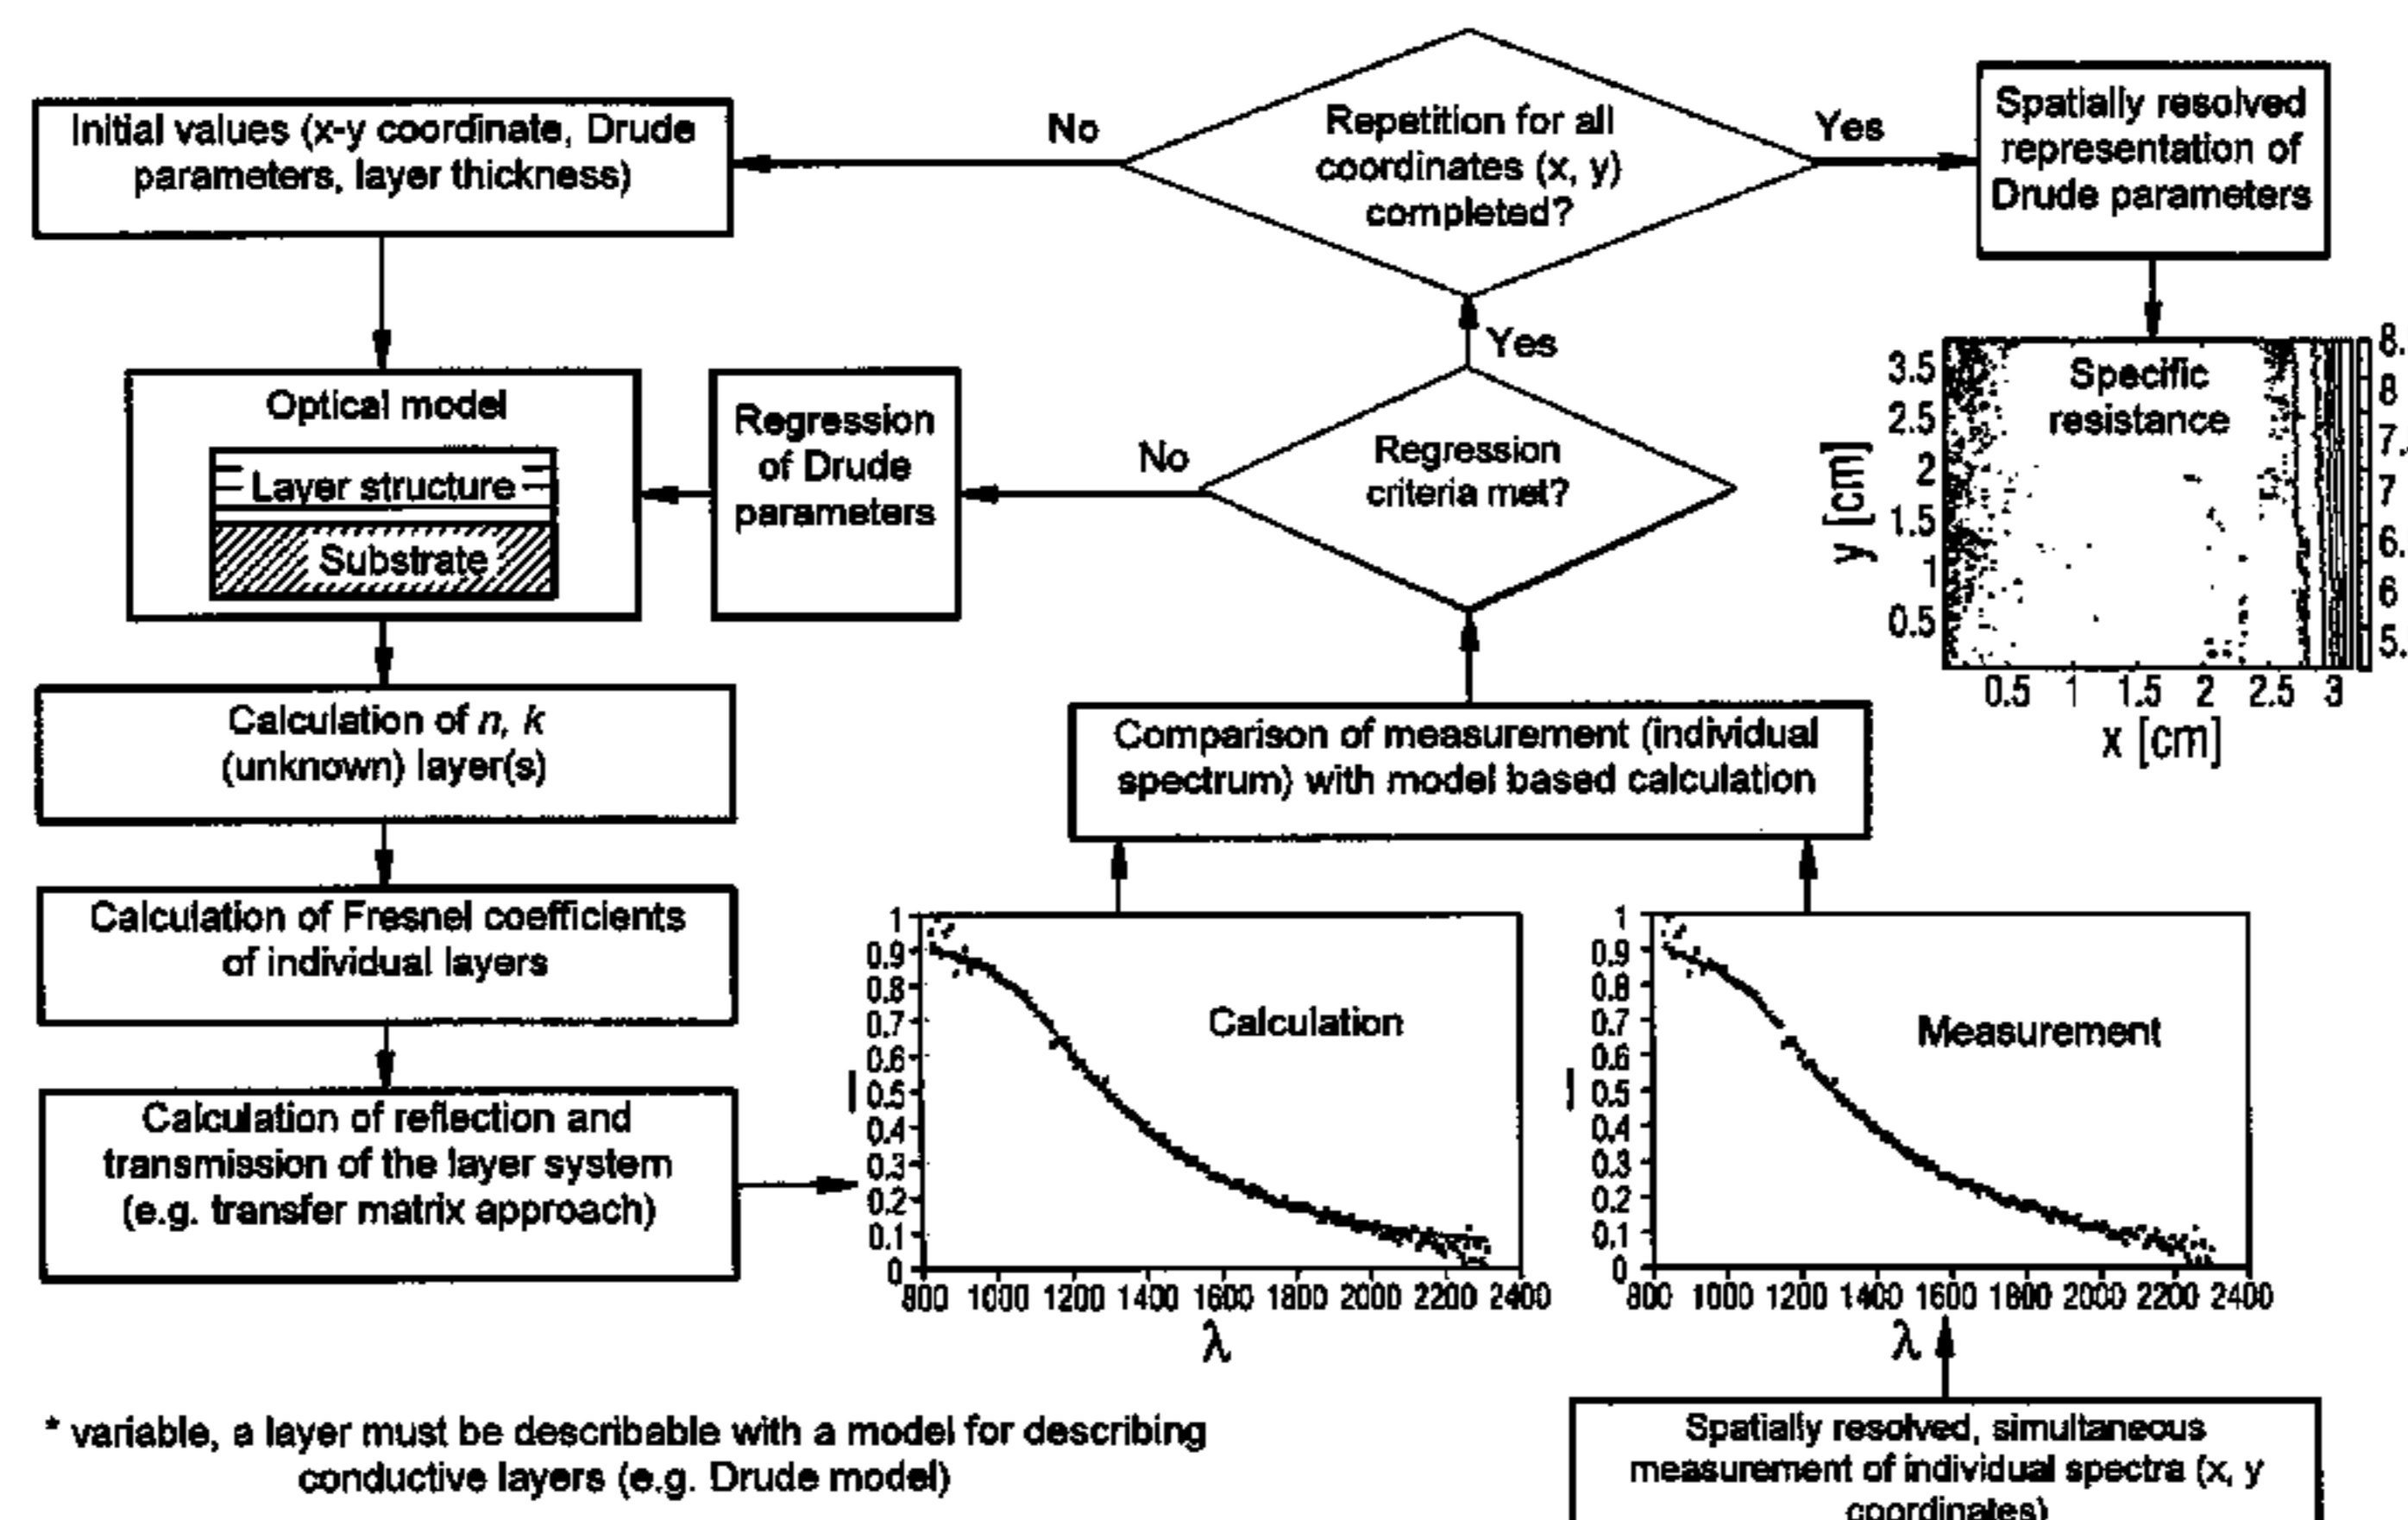 Initial values (x-y coordinate, Drude
parameters, layer thickness)
No
Repetition for all
coordinates (x, y)
completed?
Yes
Spatially resolved
representation of
Drude parameters
Optical model
Layer structure
Substrate
Regression
of Drude
parameters
No
Regression
criteria met?
Yes
Specific
resistance
3.5
2.5
2
1.5
1
0.5
y [cm]
0.5 1 1.5 2 2.5 3
x [cm]
8.
8
7.
7
6.
6
5.
Calculation of n, k
(unknown) layer(s)
Comparison of measurement (individual
spectrum) with model based calculation
Calculation of Fresnel coefficients
of individual layers
Calculation of reflection and
transmission of the layer system
(e.g. transfer matrix approach)
Calculation
1
0.9
0.8
0.7
0.6
0.5
0.4
0.3
0.2
0.1
0
I
800 1000 1200 1400 1600 1800 2000 2200 2400
λ
Measurement
1
0.9
0.8
0.7
0.6
0.5
0.4
0.3
0.2
0.1
0
I
800 1000 1200 1400 1600 1800 2000 2200 2400
λ
* variable, a layer must be describable with a model for describing
conductive layers (e.g. Drude model)
Spatially resolved, simultaneous
measurement of individual spectra (x, y
coordinates)